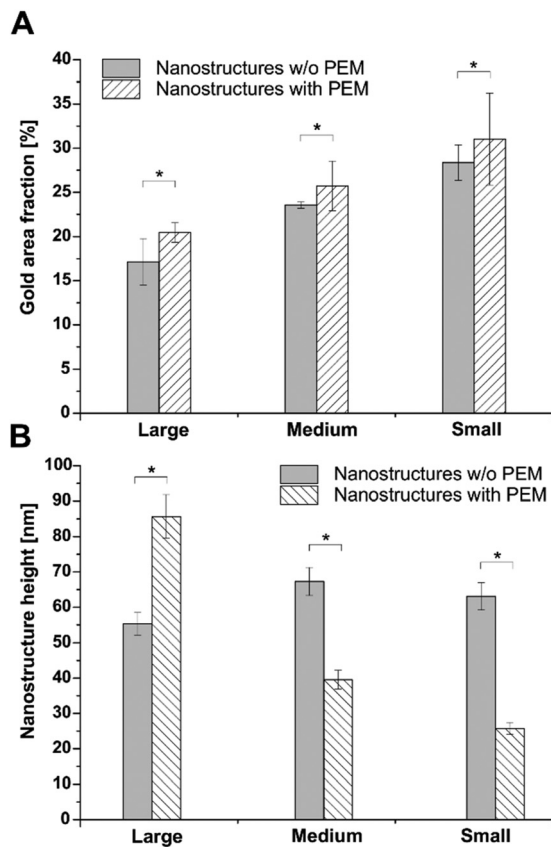 A
Gold area fraction [%]
40
35
30
25
20
15
10
5
0
Nanostructures w/o PEM
Nanostructures with PEM
*
*
*
Large Medium Small
B
Nanostructure height [nm]
100
90
80
70
60
50
40
30
20
10
0
Nanostructures w/o PEM
Nanostructures with PEM
*
*
*
Large Medium Small